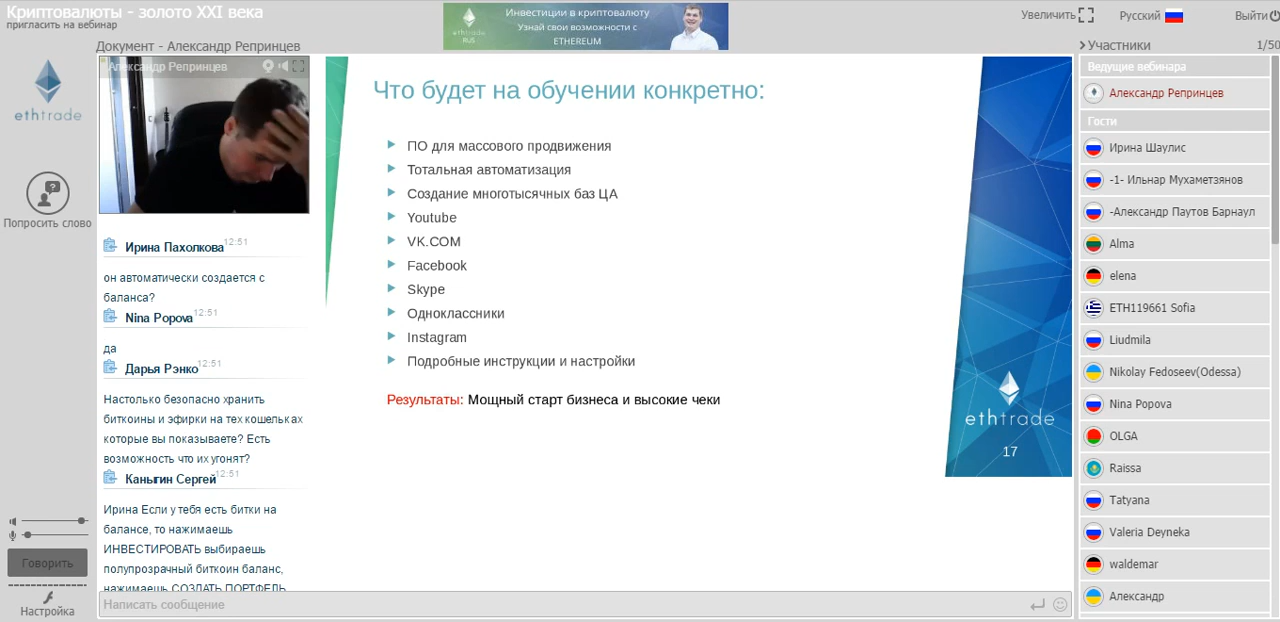 Криптовалюты - золото XXI века
пригласить на вебинар
ethtrade
RUS
Инвестиции в криптовалюту
Узнай свои возможности с
ETHEREUM
Увеличить
Русский
Выйти
Документ - Александр Репринцев
Участники 1/50
ethtrade
Попросить слово
Говорить
Настройка
Александр Репринцев
Ирина Пахолкова 12:51
он автоматически создается с
баланса?
Nina Popova 12:51
да
Дарья Рэнко 12:51
Настолько безопасно хранить
биткоины и эфирки на тех кошельках
которые вы показываете? Есть
возможность что их угонят?
Каныгин Сергей 12:51
Ирина Если у тебя есть битки на
балансе, то нажимаешь
ИНВЕСТИРОВАТЬ выбираешь
полупрозрачный биткоин баланс,
нажимаешь СОЗДАТЬ ПОРТФЕЛЬ
Написать сообщение
Что будет на обучении конкретно:
ПО для массового продвижения
Тотальная автоматизация
Создание многотысячных баз ЦА
Youtube
VK.COM
Facebook
Skype
Одноклассники
Instagram
Подробные инструкции и настройки
Результаты: Мощный старт бизнеса и высокие чеки
ethtrade
17
Ведущие вебинара
Александр Репринцев
Гости
Ирина Шаулис
-1- Ильнар Мухаметзянов
-Александр Паутов Барнаул
Alma
elena
ETH119661 Sofia
Liudmila
Nikolay Fedoseev(Odessa)
Nina Popova
OLGA
Raissa
Tatyana
Valeria Deyneka
waldemar
Александр